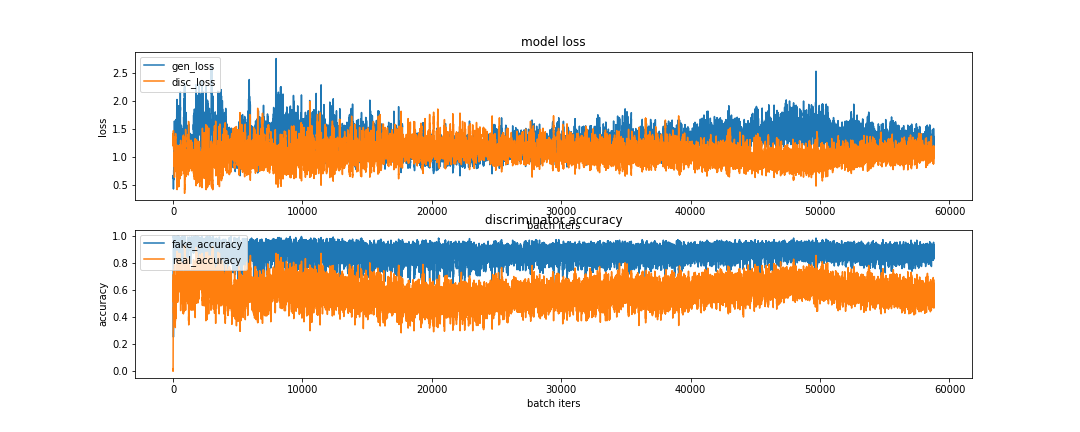 model loss
gen_loss
disc_loss
loss
2.5
2.0
1.5
1.0
0.5
0 10000 20000 30000 40000 50000 60000
batch iters
discriminator accuracy
fake_accuracy
real_accuracy
accuracy
1.0
0.8
0.6
0.4
0.2
0.0
0 10000 20000 30000 40000 50000 60000
batch iters